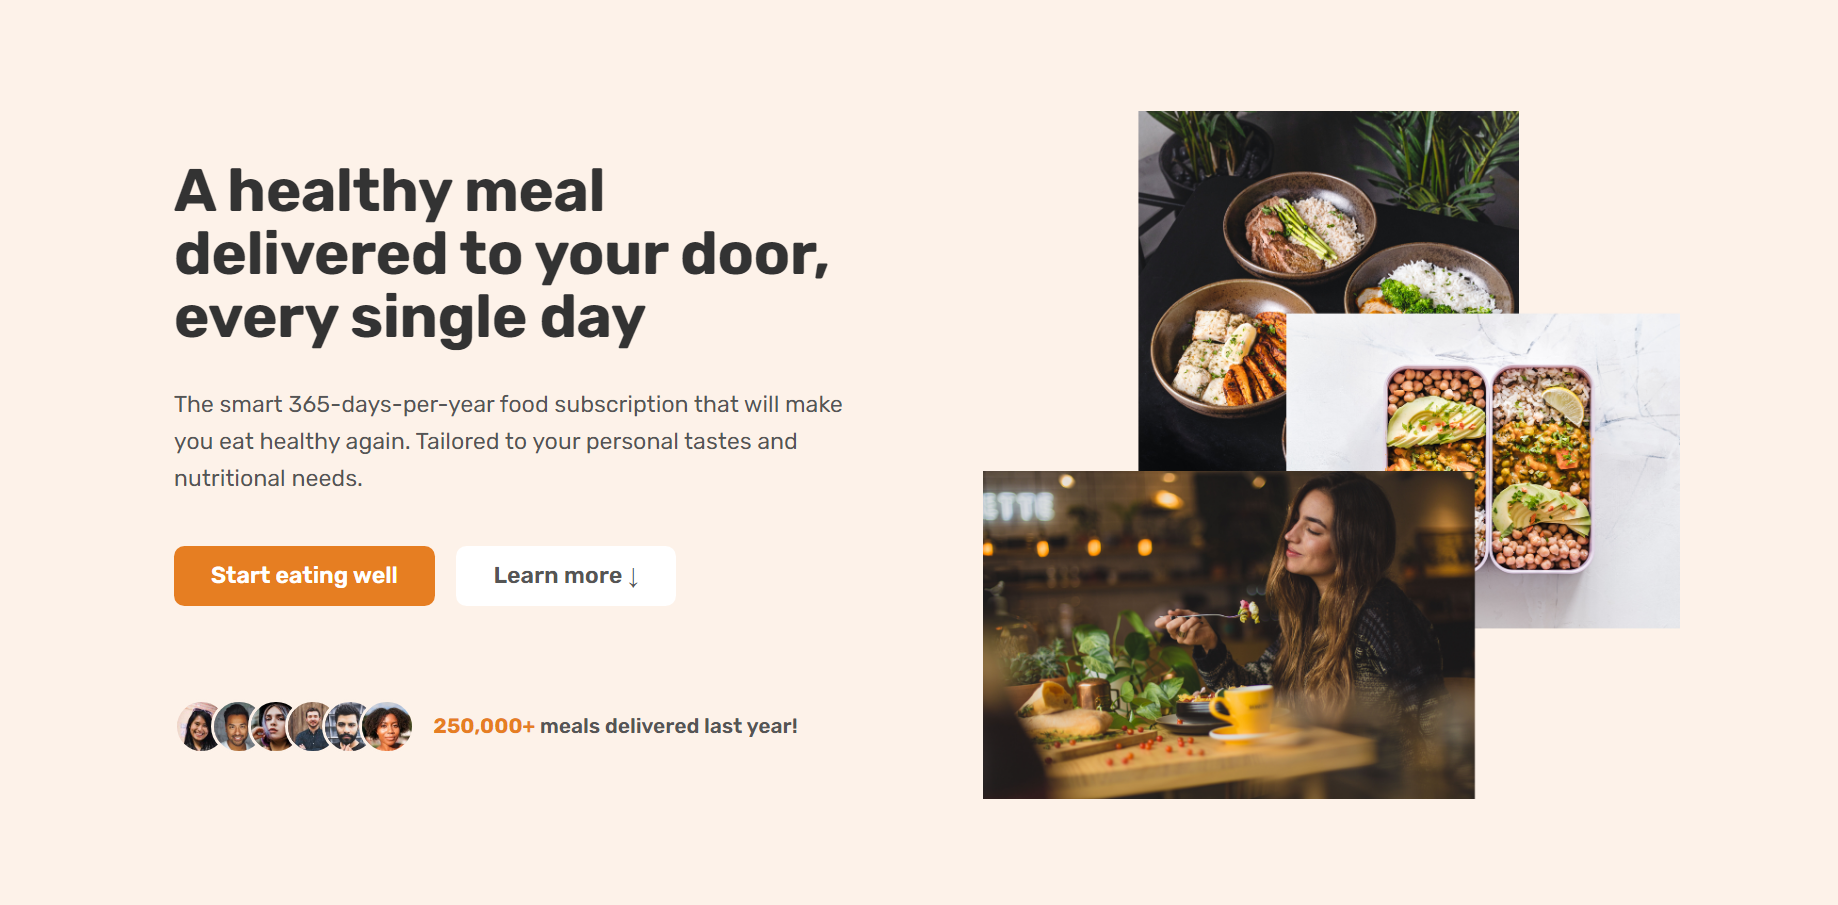 A healthy meal
delivered to your door,
every single day
The smart 365-days-per-year food subscription that will make
you eat healthy again. Tailored to your personal tastes and
nutritional needs.
Start eating well
Learn more ↓
250,000+ meals delivered last year!
ETTE